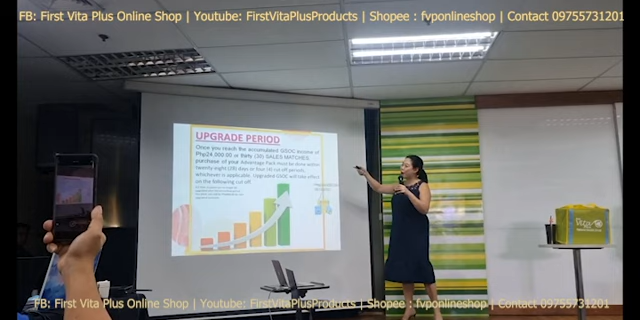 FB: First Vita Plus Online Shop | Youtube: FirstVitaPlusProducts | Shopee : fvponlineshop | Contact 09755731201
UPGRADE PERIOD
Once you reach the accumulated GSOC income of
Php24,000.00 or thirty (30) SALES MATCHES,
purchase of your Advantage Pack must be done within
twenty-eight (28) days or four (4) cut off periods,
whichever is applicable. Upgraded GSOC will take effect
on the following cut off.
FB: First Vita Plus Online Shop | Youtube: FirstVitaPlusProducts | Shopee : fvponlineshop | Contact 09755731201